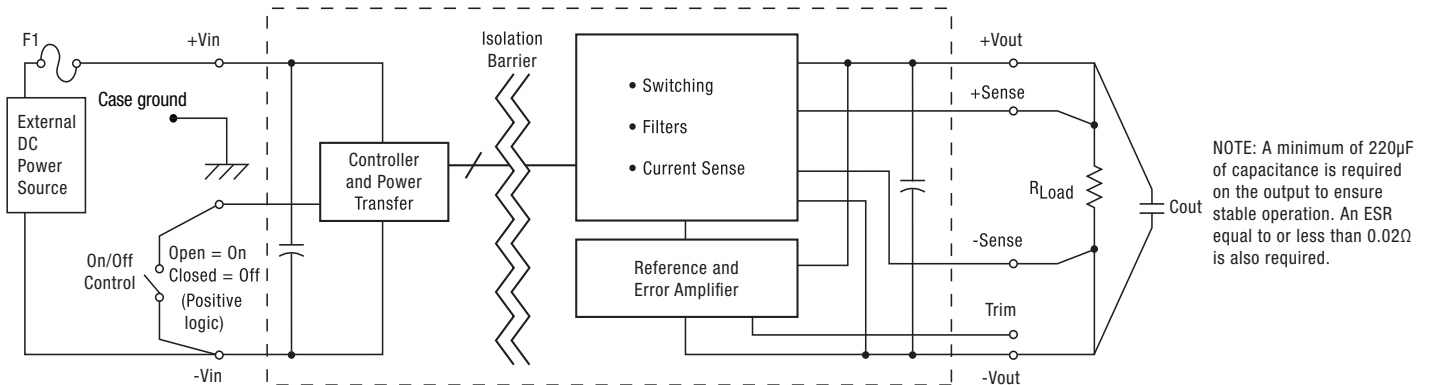 F1
+Vin
Isolation
Barrier
+Vout
+Sense
Case ground
External
DC
Power
Source
• Switching
• Filters
• Current Sense
Controller
and Power
Transfer
RLoad
Cout
NOTE: A minimum of 220µF
of capacitance is required
on the output to ensure
stable operation. An ESR
equal to or less than 0.02Ω
is also required.
On/Off
Control
Open = On
Closed = Off
(Positive
logic)
Reference and
Error Amplifier
-Sense
Trim
-Vin
-Vout